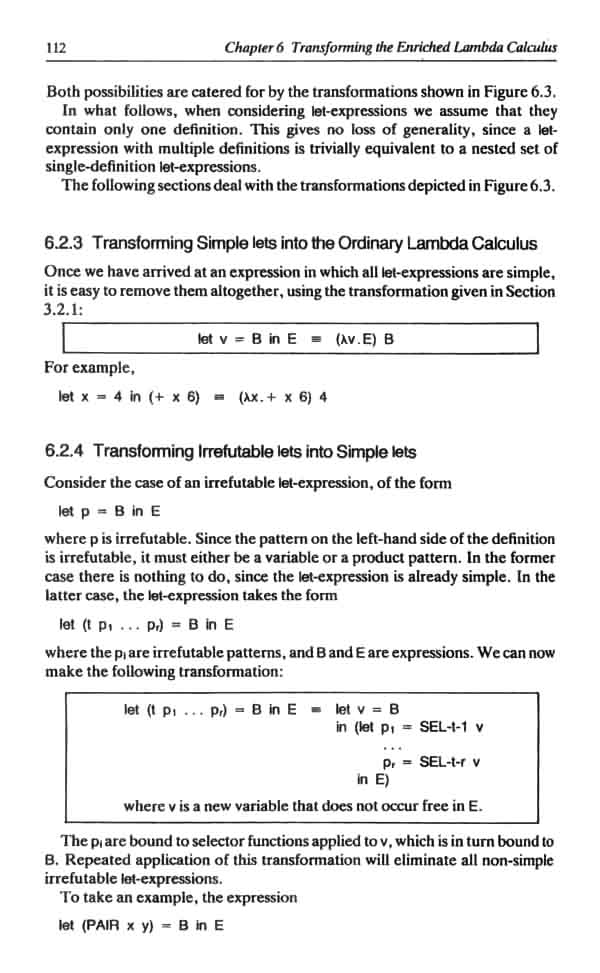 112 Chapter 6 Transforming the Enriched Lambda Calculus
Both possibilities are catered for by the transformations shown in Figure 6.3.
In what follows, when considering let-expressions we assume that they
contain only one definition. This gives no loss of generality, since a let-
expression with multiple definitions is trivially equivalent to a nested set of
single-definition let-expressions.
The following sections deal with the transformations depicted in Figure 6.3.
6.2.3 Transforming Simple lets into the Ordinary Lambda Calculus
Once we have arrived at an expression in which all let-expressions are simple,
it is easy to remove them altogether, using the transformation given in Section
3.2.1:
let v = B in E ≡ (λv.E) B
For example,
let x = 4 in (+ x 6) ≡ (λx.+ x 6) 4
6.2.4 Transforming Irrefutable lets into Simple lets
Consider the case of an irrefutable let-expression, of the form
let p = B in E
where p is irrefutable. Since the pattern on the left-hand side of the definition
is irrefutable, it must either be a variable or a product pattern. In the former
case there is nothing to do, since the let-expression is already simple. In the
latter case, the let-expression takes the form
let (t p₁ ... pᵣ) = B in E
where the pᵢ are irrefutable patterns, and B and E are expressions. We can now
make the following transformation:
let (t p₁ ... pᵣ) = B in E ≡ let v = B
in (let p₁ = SEL-t-1 v
...
pᵣ = SEL-t-r v
in E)
where v is a new variable that does not occur free in E.
The pᵢ are bound to selector functions applied to v, which is in turn bound to
B. Repeated application of this transformation will eliminate all non-simple
irrefutable let-expressions.
To take an example, the expression
let (PAIR x y) = B in E